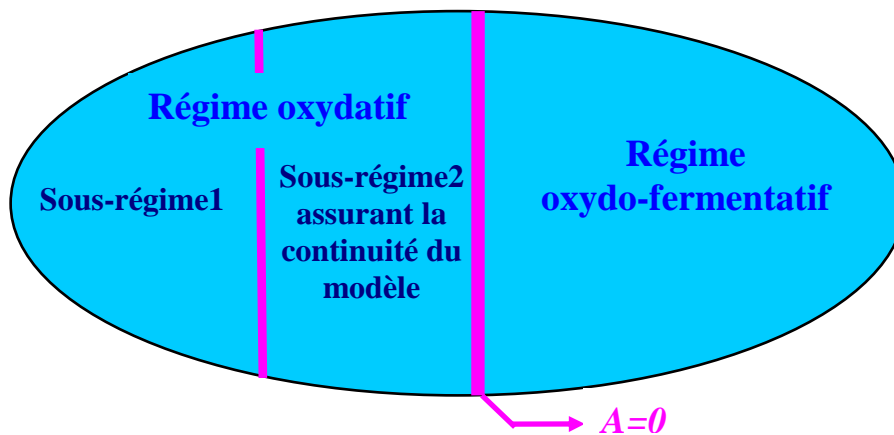 Régime oxydatif
Sous-régime1
Sous-régime2
assurant la
continuité du
modèle
Régime
oxydo-fermentatif
A=0